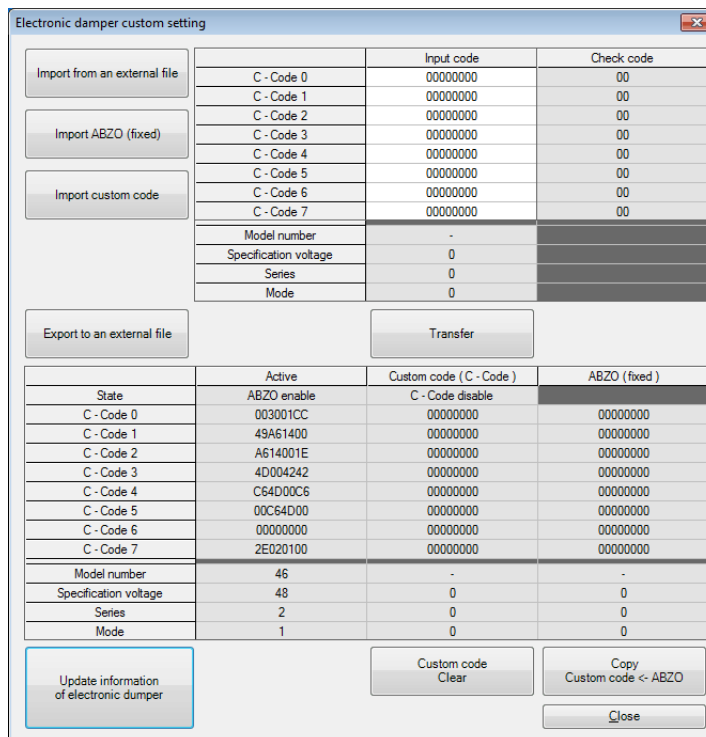 Electronic damper custom setting
Import from an external file
Import ABZO (fixed)
Import custom code
Input code Check code
C - Code 0 00000000 00
C - Code 1 00000000 00
C - Code 2 00000000 00
C - Code 3 00000000 00
C - Code 4 00000000 00
C - Code 5 00000000 00
C - Code 6 00000000 00
C - Code 7 00000000 00
Model number -
Specification voltage 0
Series 0
Mode 0
Export to an external file
Transfer
Active Custom code ( C - Code ) ABZO ( fixed )
State ABZO enable C - Code disable
C - Code 0 003001CC 00000000 00000000
C - Code 1 49A61400 00000000 00000000
C - Code 2 A614001E 00000000 00000000
C - Code 3 4D004242 00000000 00000000
C - Code 4 C64D00C6 00000000 00000000
C - Code 5 00C64D00 00000000 00000000
C - Code 6 00000000 00000000 00000000
C - Code 7 2E020100 00000000 00000000
Model number 46 - -
Specification voltage 48 0 0
Series 2 0 0
Mode 1 0 0
Update information
of electronic dumper
Custom code
Clear
Copy
Custom code <- ABZO
Close